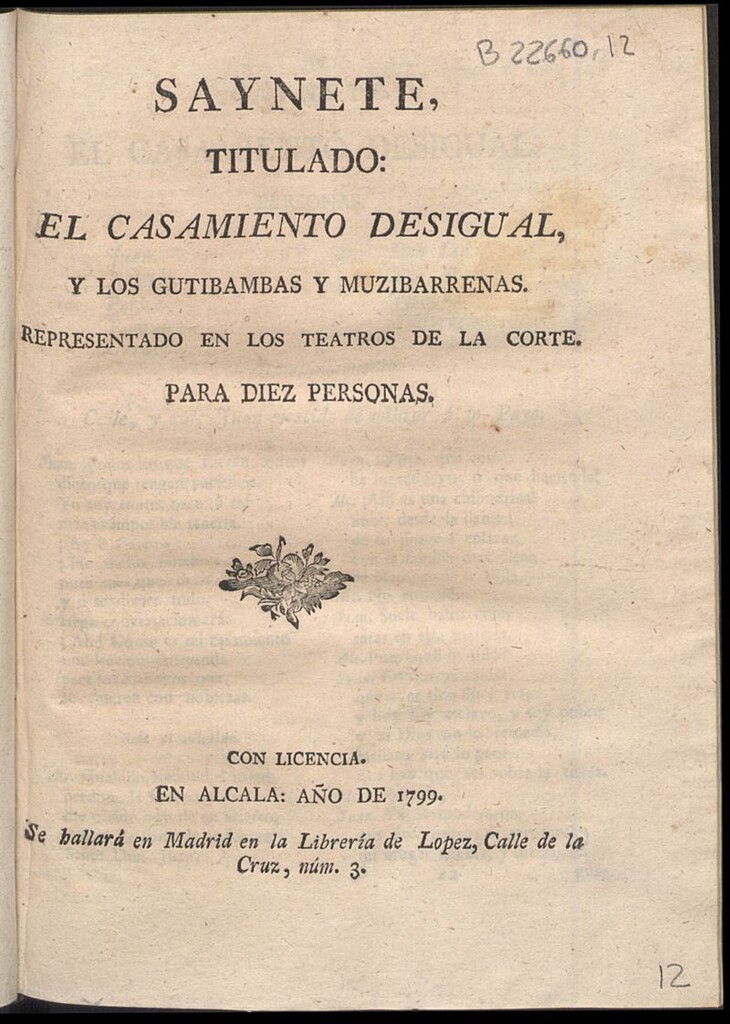 B 22660,12
SAYNETE,
TITULADO:
EL CASAMIENTO DESIGUAL,
Y LOS GUTIBAMBAS Y MUZIBARRENAS.
REPRESENTADO EN LOS TEATROS DE LA CORTE.
PARA DIEZ PERSONAS.
CON LICENCIA.
EN ALCALA: AÑO DE 1799.
Se hallará en Madrid en la Librería de Lopez, Calle de la
Cruz, núm. 3.
12